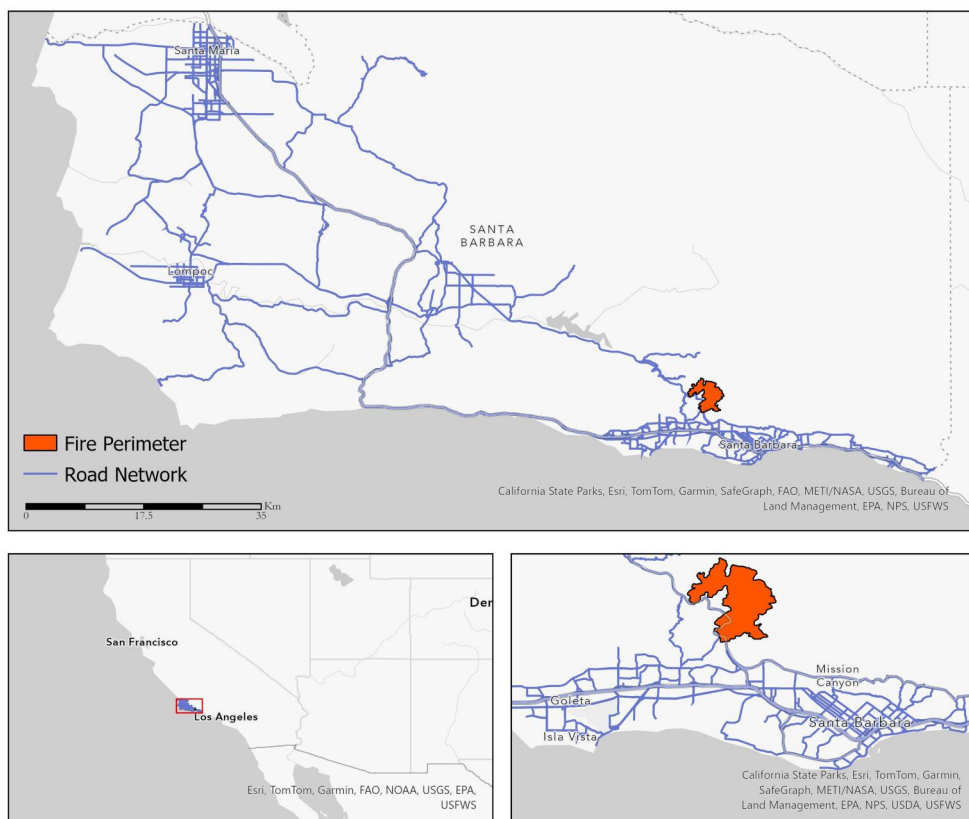 Santa Maria
SANTA
BARBARA
Lompoc
Santa Barbara
Fire Perimeter
Road Network
Km
0 17.5 35
California State Parks, Esri, TomTom, Garmin, SafeGraph, FAO, METI/NASA, USGS, Bureau of
Land Management, EPA, NPS, USFWS
Den
San Francisco
Los Angeles
Esri, TomTom, Garmin, FAO, NOAA, USGS, EPA,
USFWS
Mission
Canyon
Goleta
Santa Barbara
Isla Vista
California State Parks, Esri, TomTom, Garmin,
SafeGraph, METI/NASA, USGS, Bureau of
Land Management, EPA, NPS, USDA, USFWS